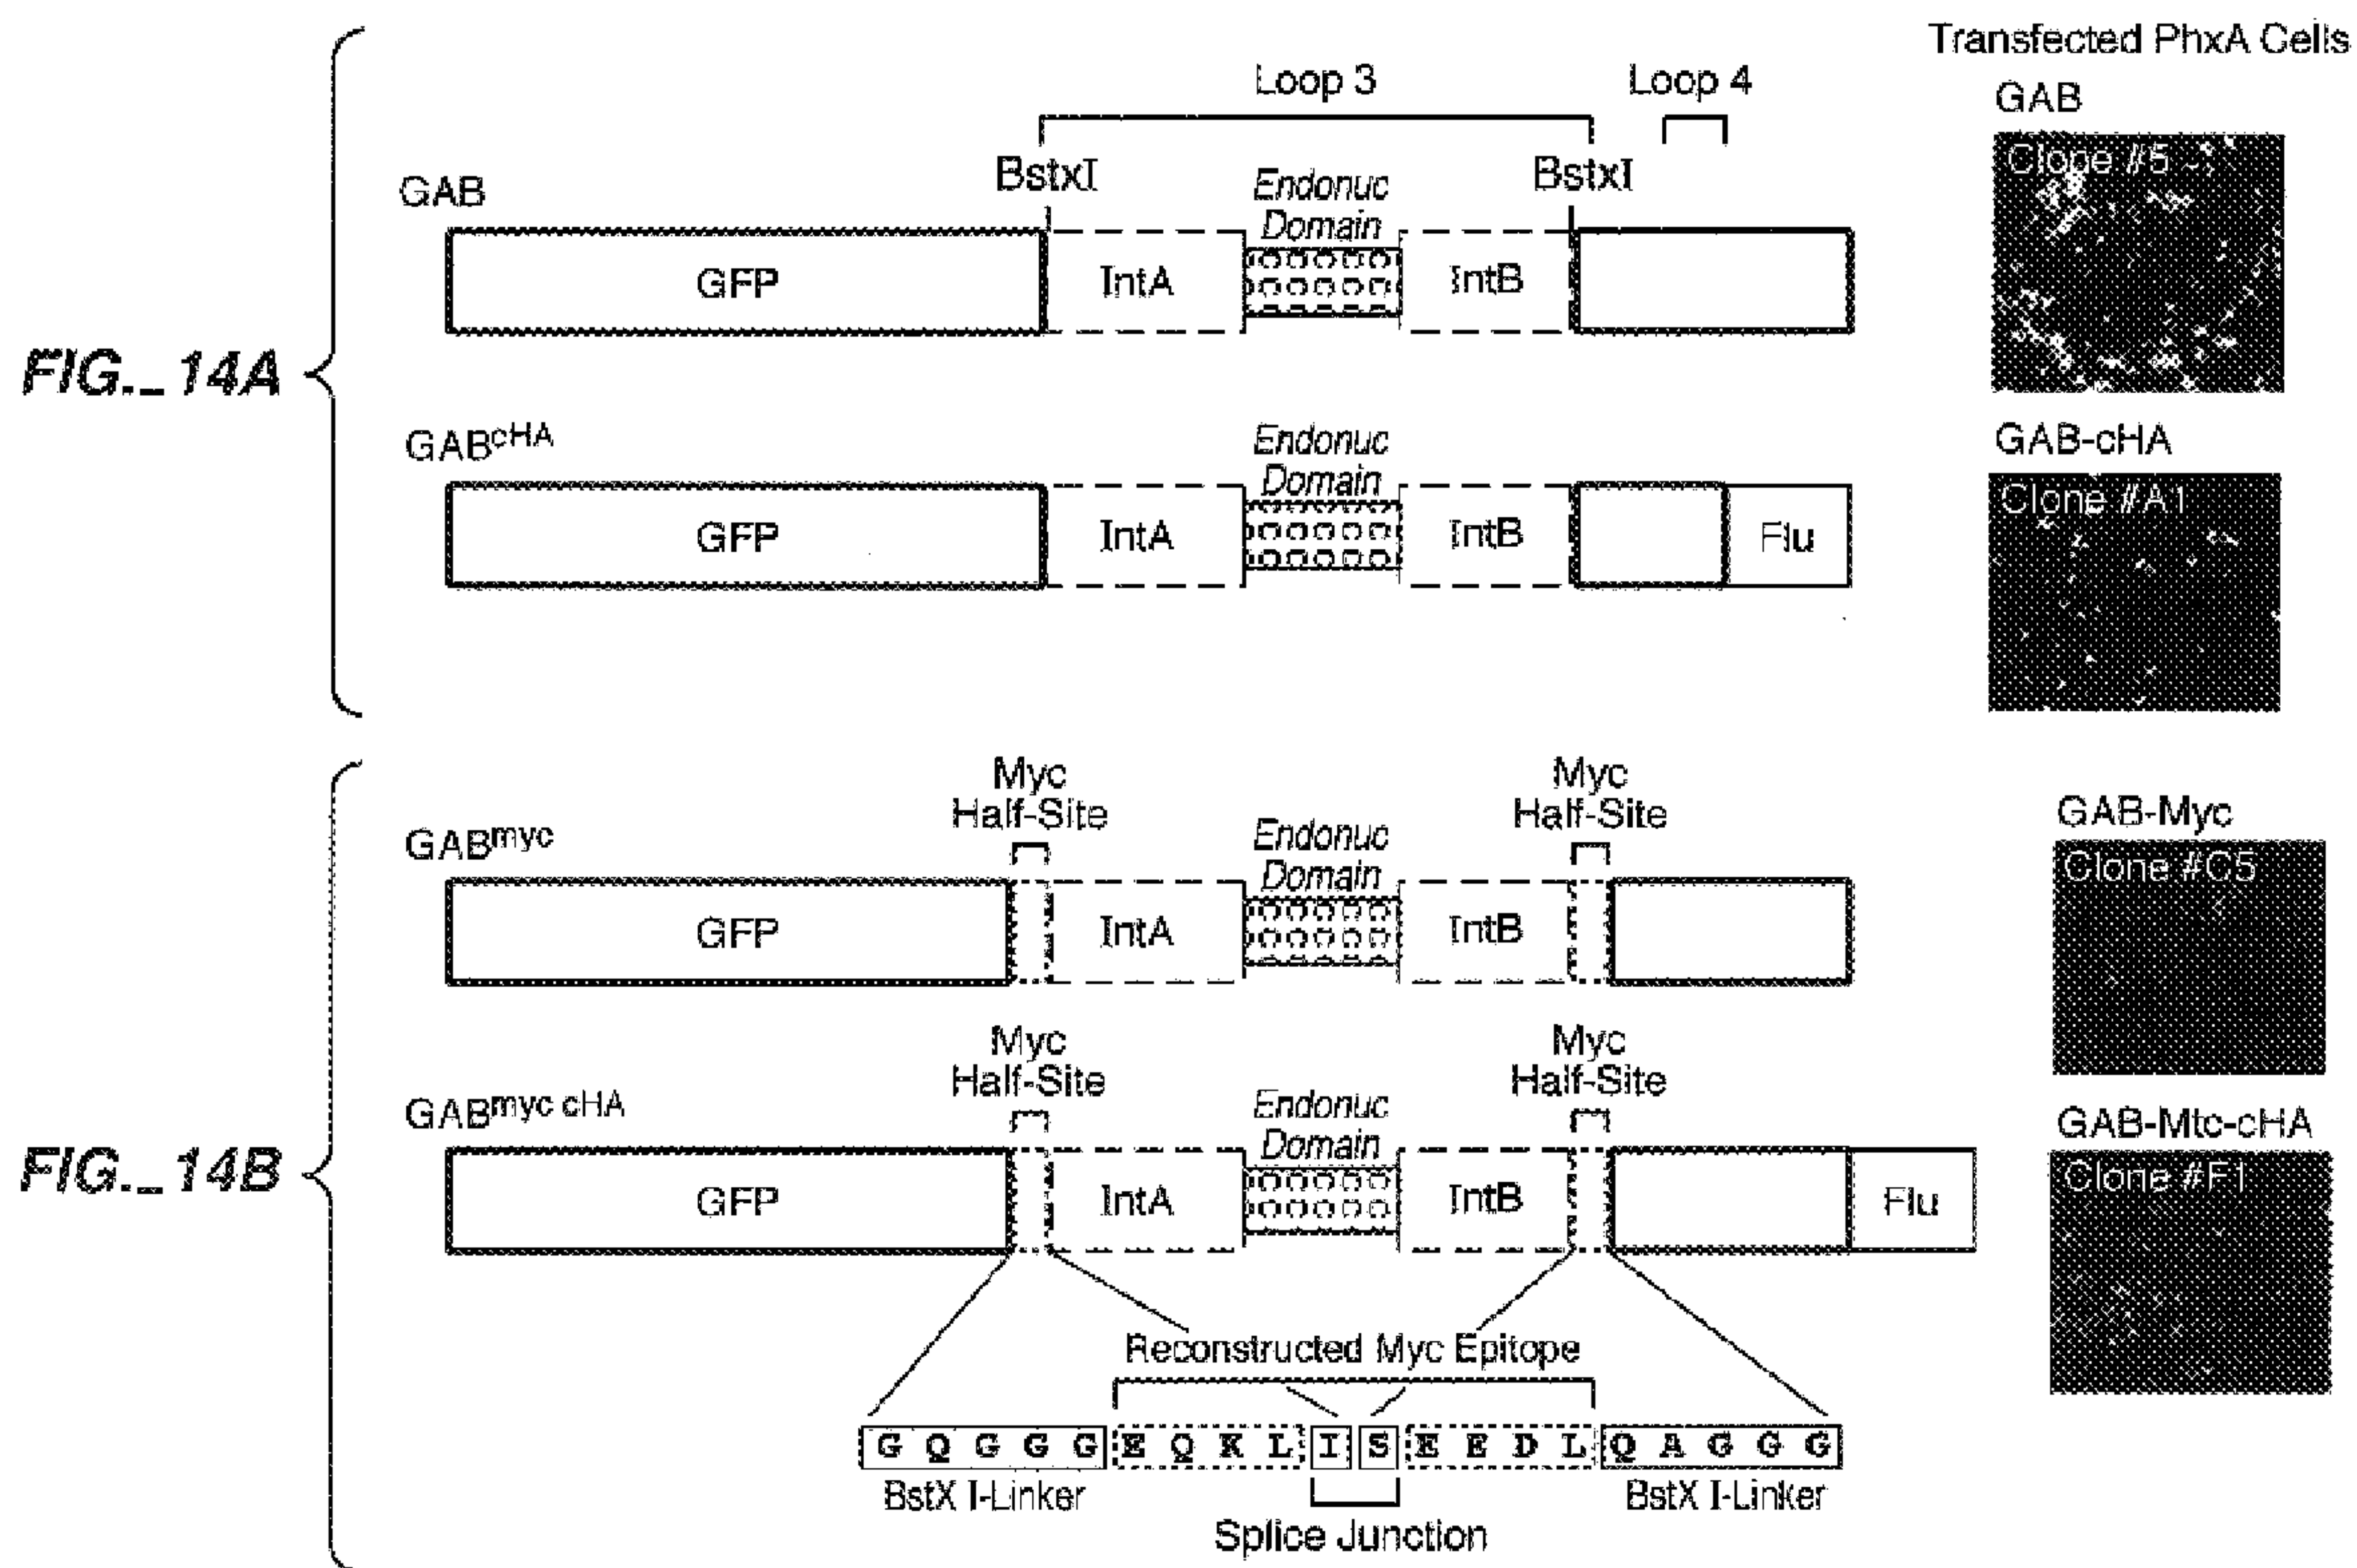 Transfected PhxA Cells
Loop 3
Loop 4
GAB
Clone #5
GAB
BstxI
Endonuc
Domain
BstxI
GFP
IntA
IntB
FIG._14A
GAB-cHA
Clone #A1
GABcHA
Endonuc
Domain
GFP
IntA
IntB
Flu
Myc
Half-Site
Myc
Half-Site
GAB-Myc
Clone #C5
GABmyc
Endonuc
Domain
GFP
IntA
IntB
Myc
Half-Site
Myc
Half-Site
GAB-Mtc-cHA
Clone #F1
GABmyc cHA
Endonuc
Domain
FIG._14B
GFP
IntA
IntB
Flu
Reconstructed Myc Epitope
G Q G G G E Q K L I S E E D L Q A G G G
BstX I-Linker
BstX I-Linker
Splice Junction